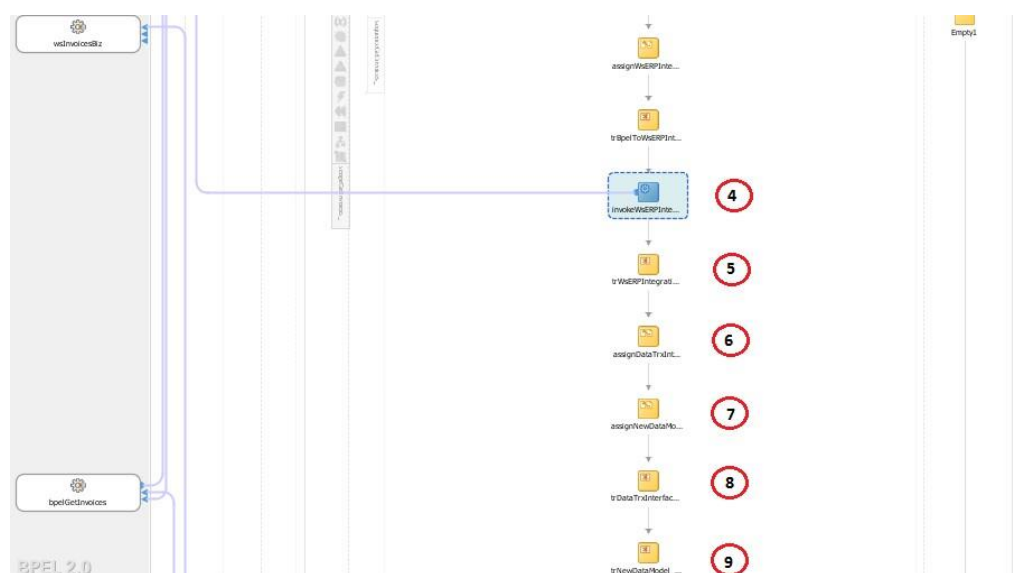 wsInvoicesBiz
Empty1
assignWsERPInte...
trBpelToWsERPInt...
invokeWsERPInte...
4
trWsERPIntegrati...
5
assignDataTrxInt...
6
assignNewDataMo...
7
trDataTrxInterfac...
8
bpelGetInvoices
trNewDataModel_...
9
BPEL 2.0